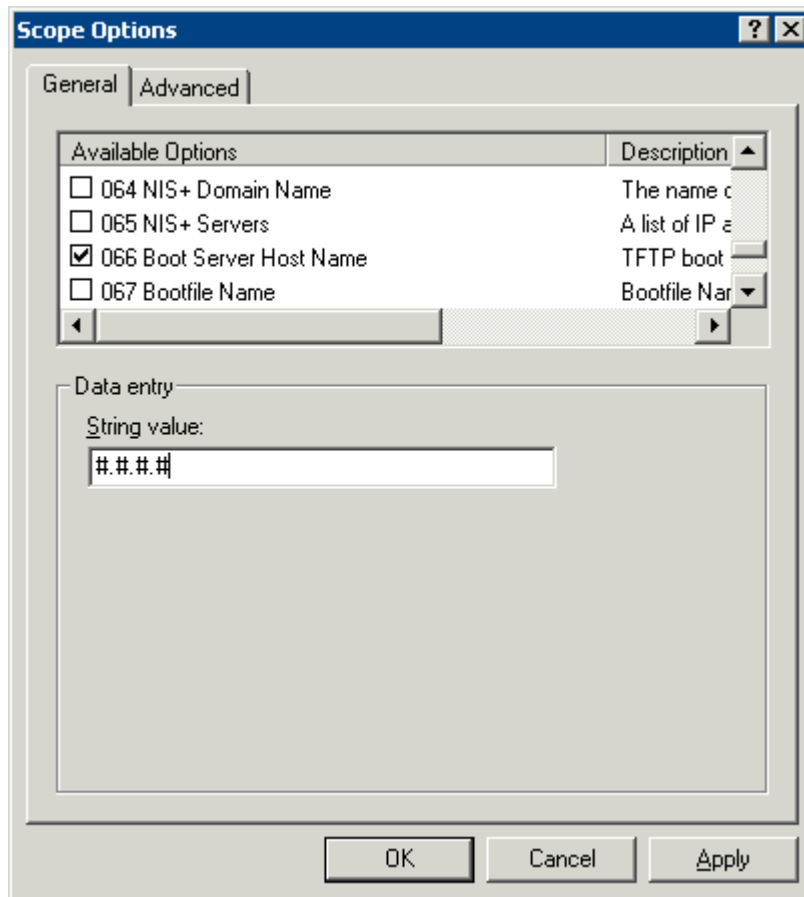 Scope Options
General Advanced
Available Options Description
064 NIS+ Domain Name The name
065 NIS+ Servers A list of IP
066 Boot Server Host Name TFTP boot
067 Bootfile Name Bootfile
Data entry
String value:
#.#.#.#
OK Cancel Apply